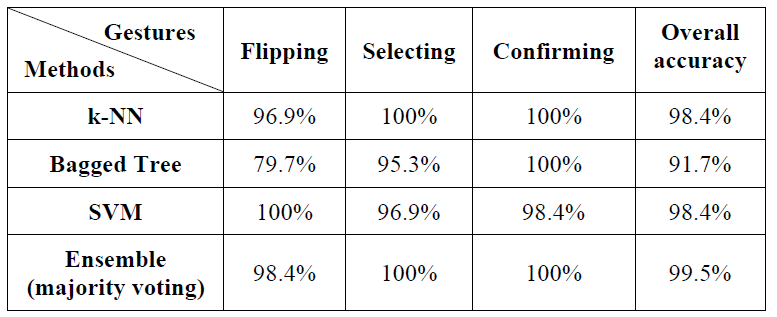 Gestures
Methods
Flipping Selecting Confirming Overall accuracy
k-NN 96.9% 100% 100% 98.4%
Bagged Tree 79.7% 95.3% 100% 91.7%
SVM 100% 96.9% 98.4% 98.4%
Ensemble
(majority voting) 98.4% 100% 100% 99.5%